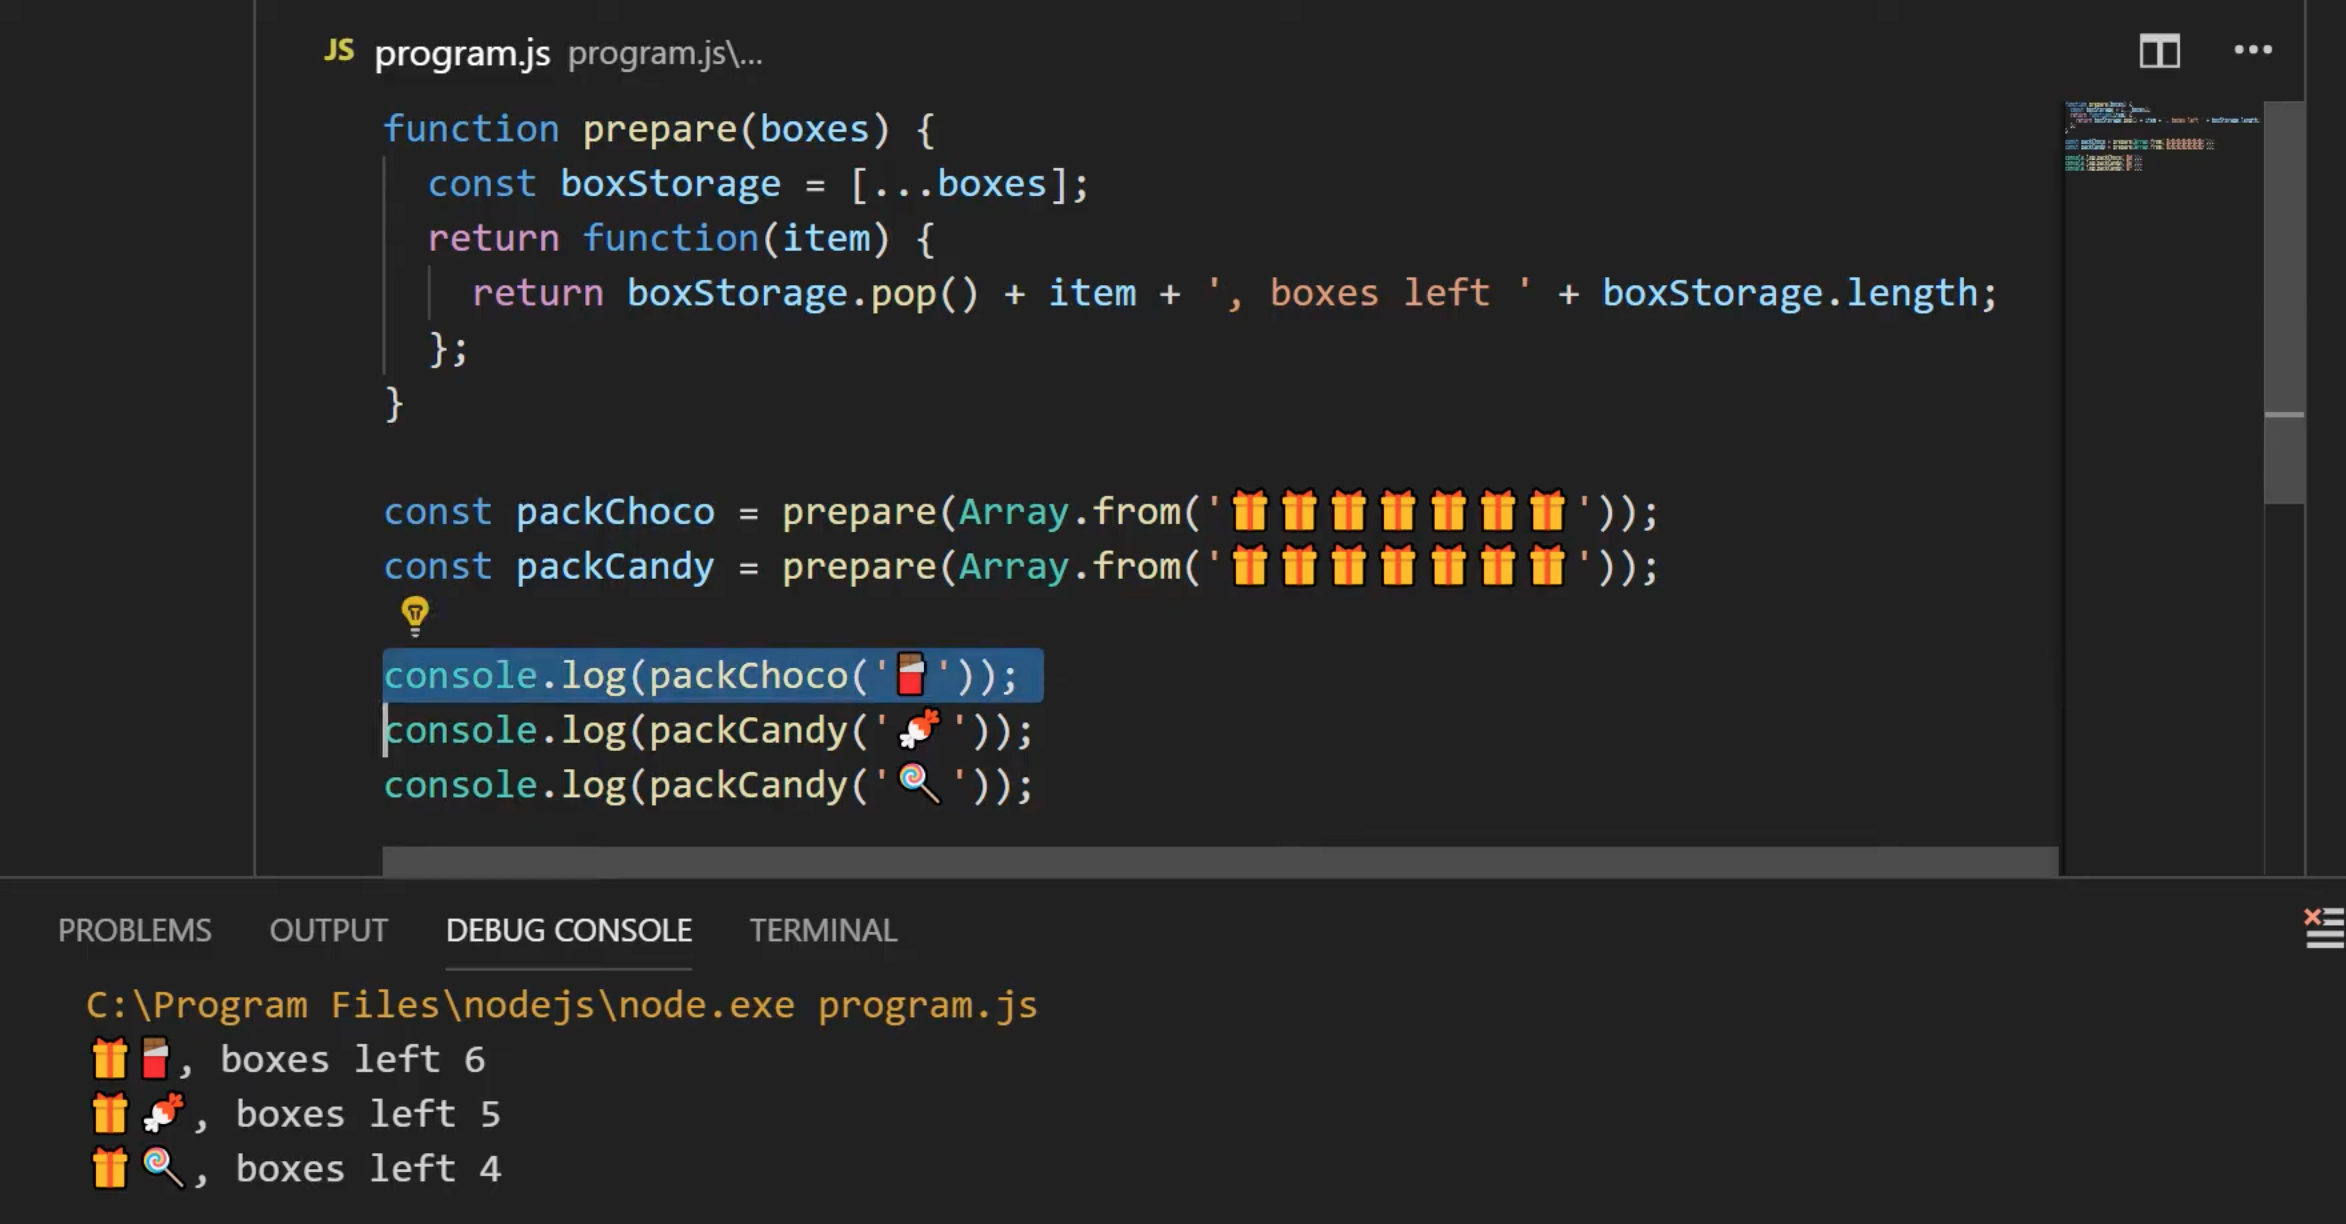 JS program.js program.js\...
function prepare(boxes) {
const boxStorage = [...boxes];
return function(item) {
return boxStorage.pop() + item + ', boxes left ' + boxStorage.length;
};
}
const packChoco = prepare(Array.from('🎁🎁🎁🎁🎁🎁🎁'));
const packCandy = prepare(Array.from('🎁🎁🎁🎁🎁🎁🎁'));
console.log(packChoco('🍫'));
console.log(packCandy('🍬'));
console.log(packCandy('🍭'));
PROBLEMS OUTPUT DEBUG CONSOLE TERMINAL
C:\Program Files\nodejs\node.exe program.js
🎁🍫, boxes left 6
🎁🍬, boxes left 5
🎁🍭, boxes left 4